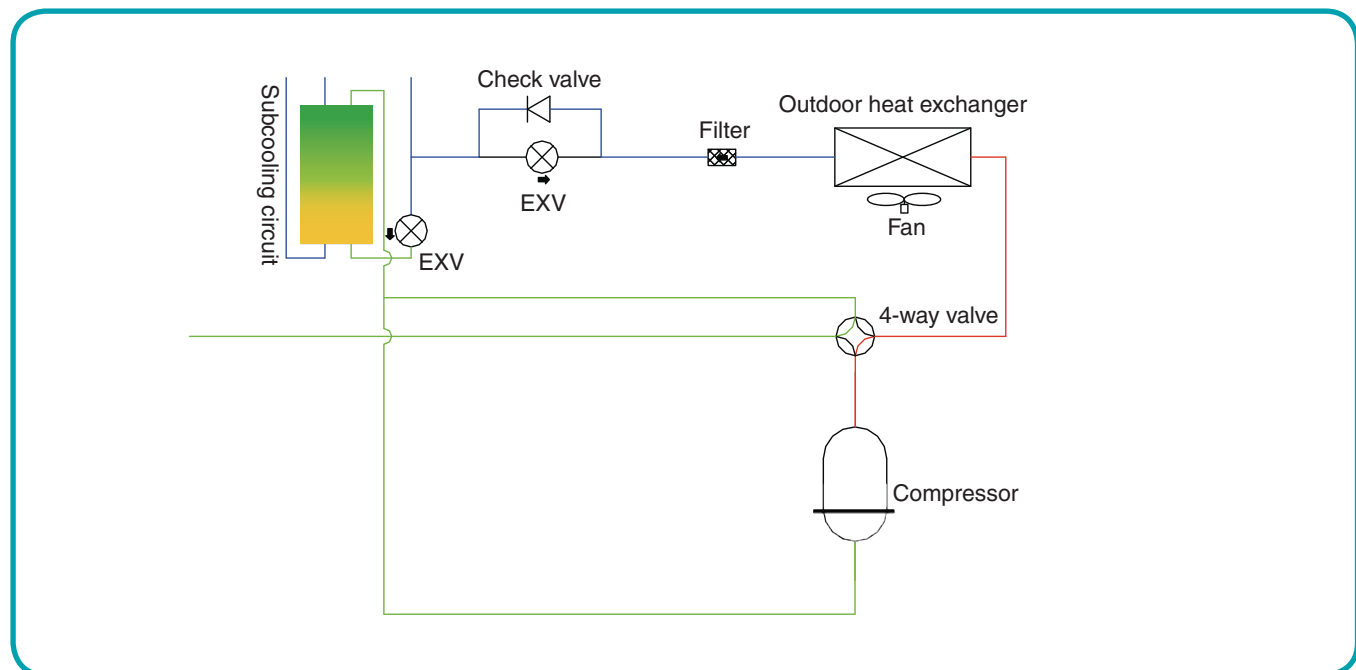 Subcooling circuit
Check valve
Outdoor heat exchanger
Filter
EXV
Fan
EXV
4-way valve
Compressor